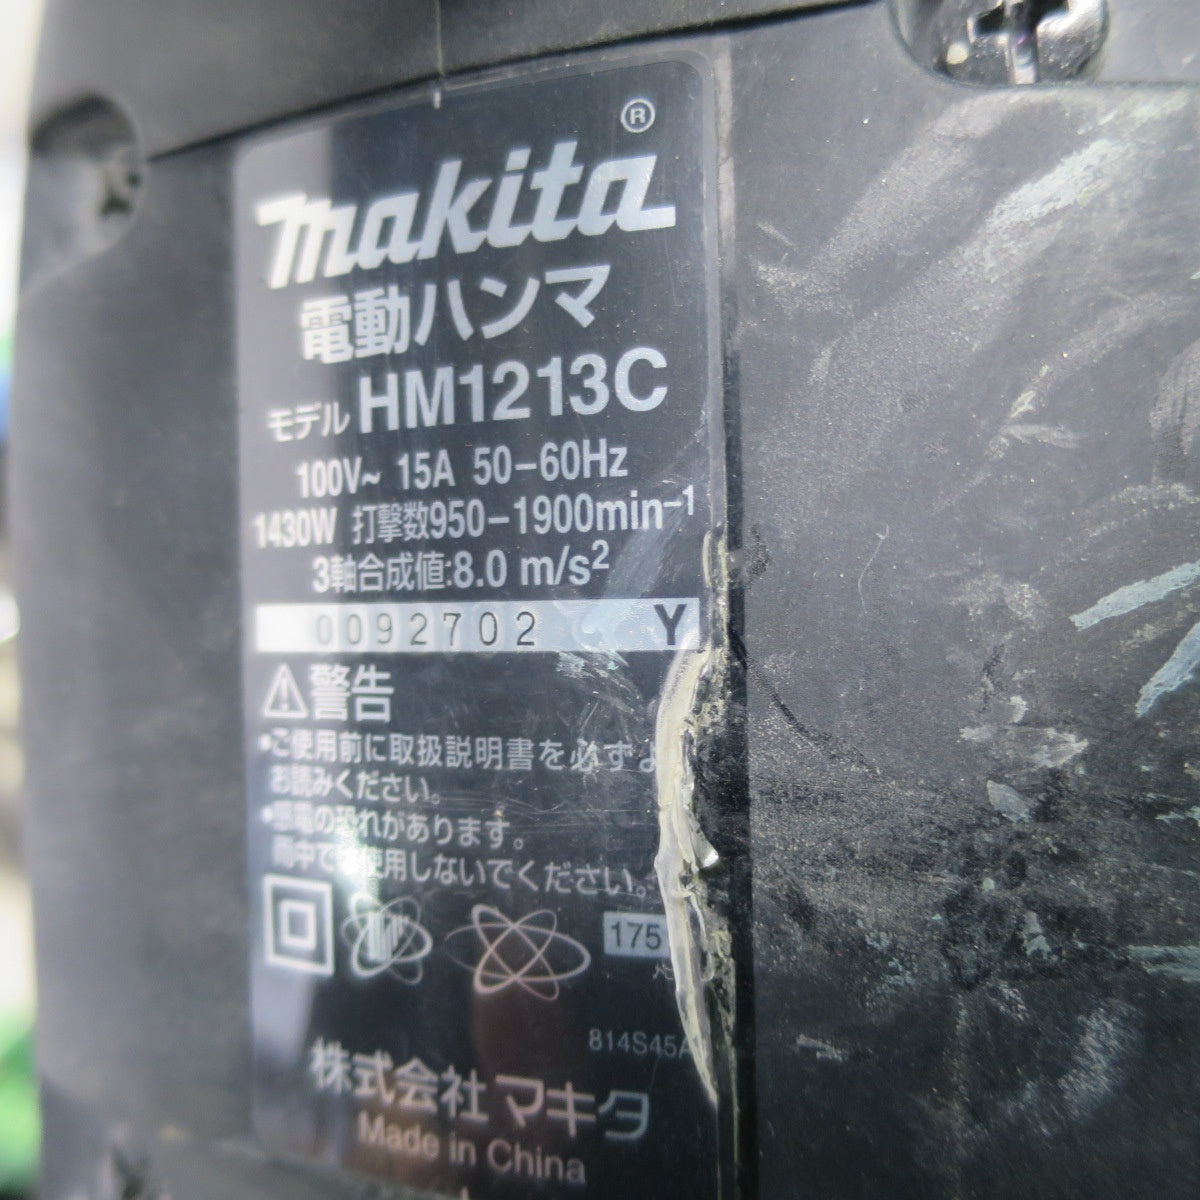 makita®
電動ハンマ
モデル HM1213C
100V~ 15A 50-60Hz
1430W 打撃数950-1900min⁻¹
3軸合成値:8.0 m/s²
0092702 Y
⚠警告
•ご使用前に取扱説明書を必ずよ
お読みください。
•感電の恐れがあります。
雨中で 使用しないでください。
175
814S45A
株式会社マキタ
Made in China